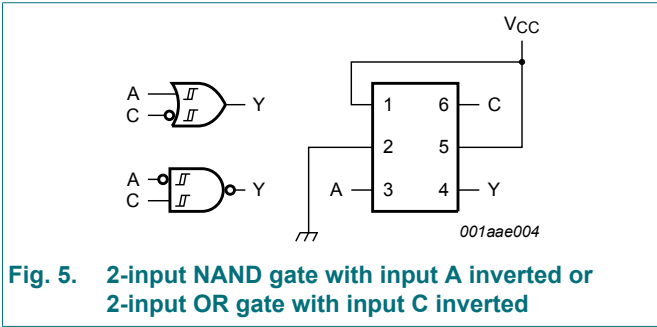 VCC
A
C
Y
A
C
Y
1
6
C
2
5
A
3
4
Y
001aae004
Fig. 5. 2-input NAND gate with input A inverted or
2-input OR gate with input C inverted